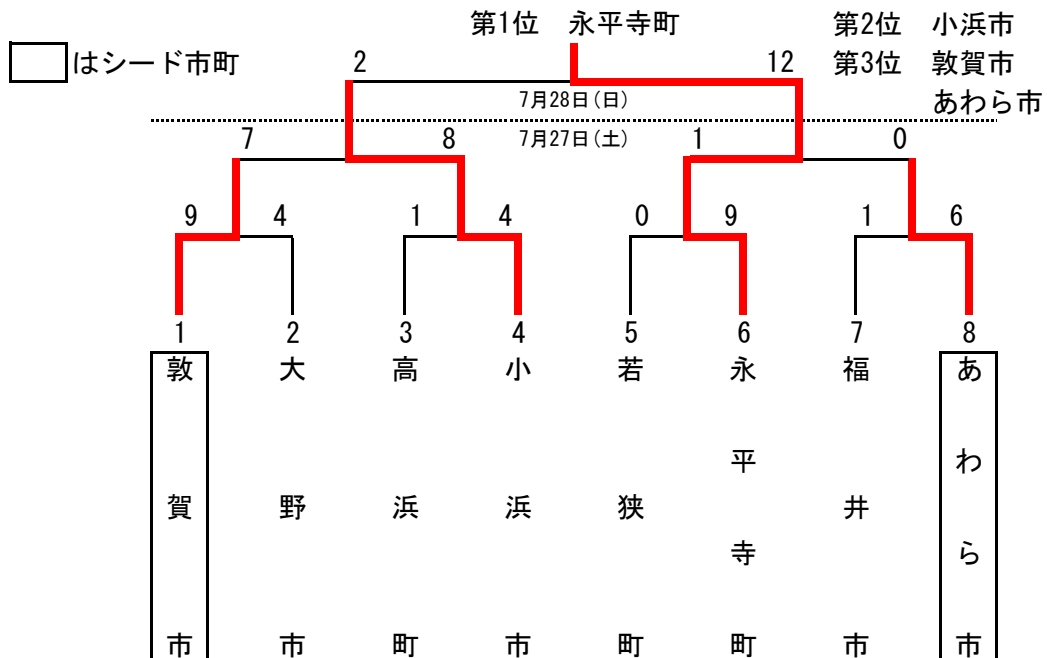 第1位　永平寺町
第2位　小浜市
はシード市町
2
12
第3位　敦賀市
7月28日(日)
あわら市
7
8
7月27日(土)
1
0
9
4
1
4
0
9
1
6
1
2
3
4
5
6
7
8
敦賀市
大野市
高浜町
小浜市
若狭町
永平寺町
福井市
あわら市